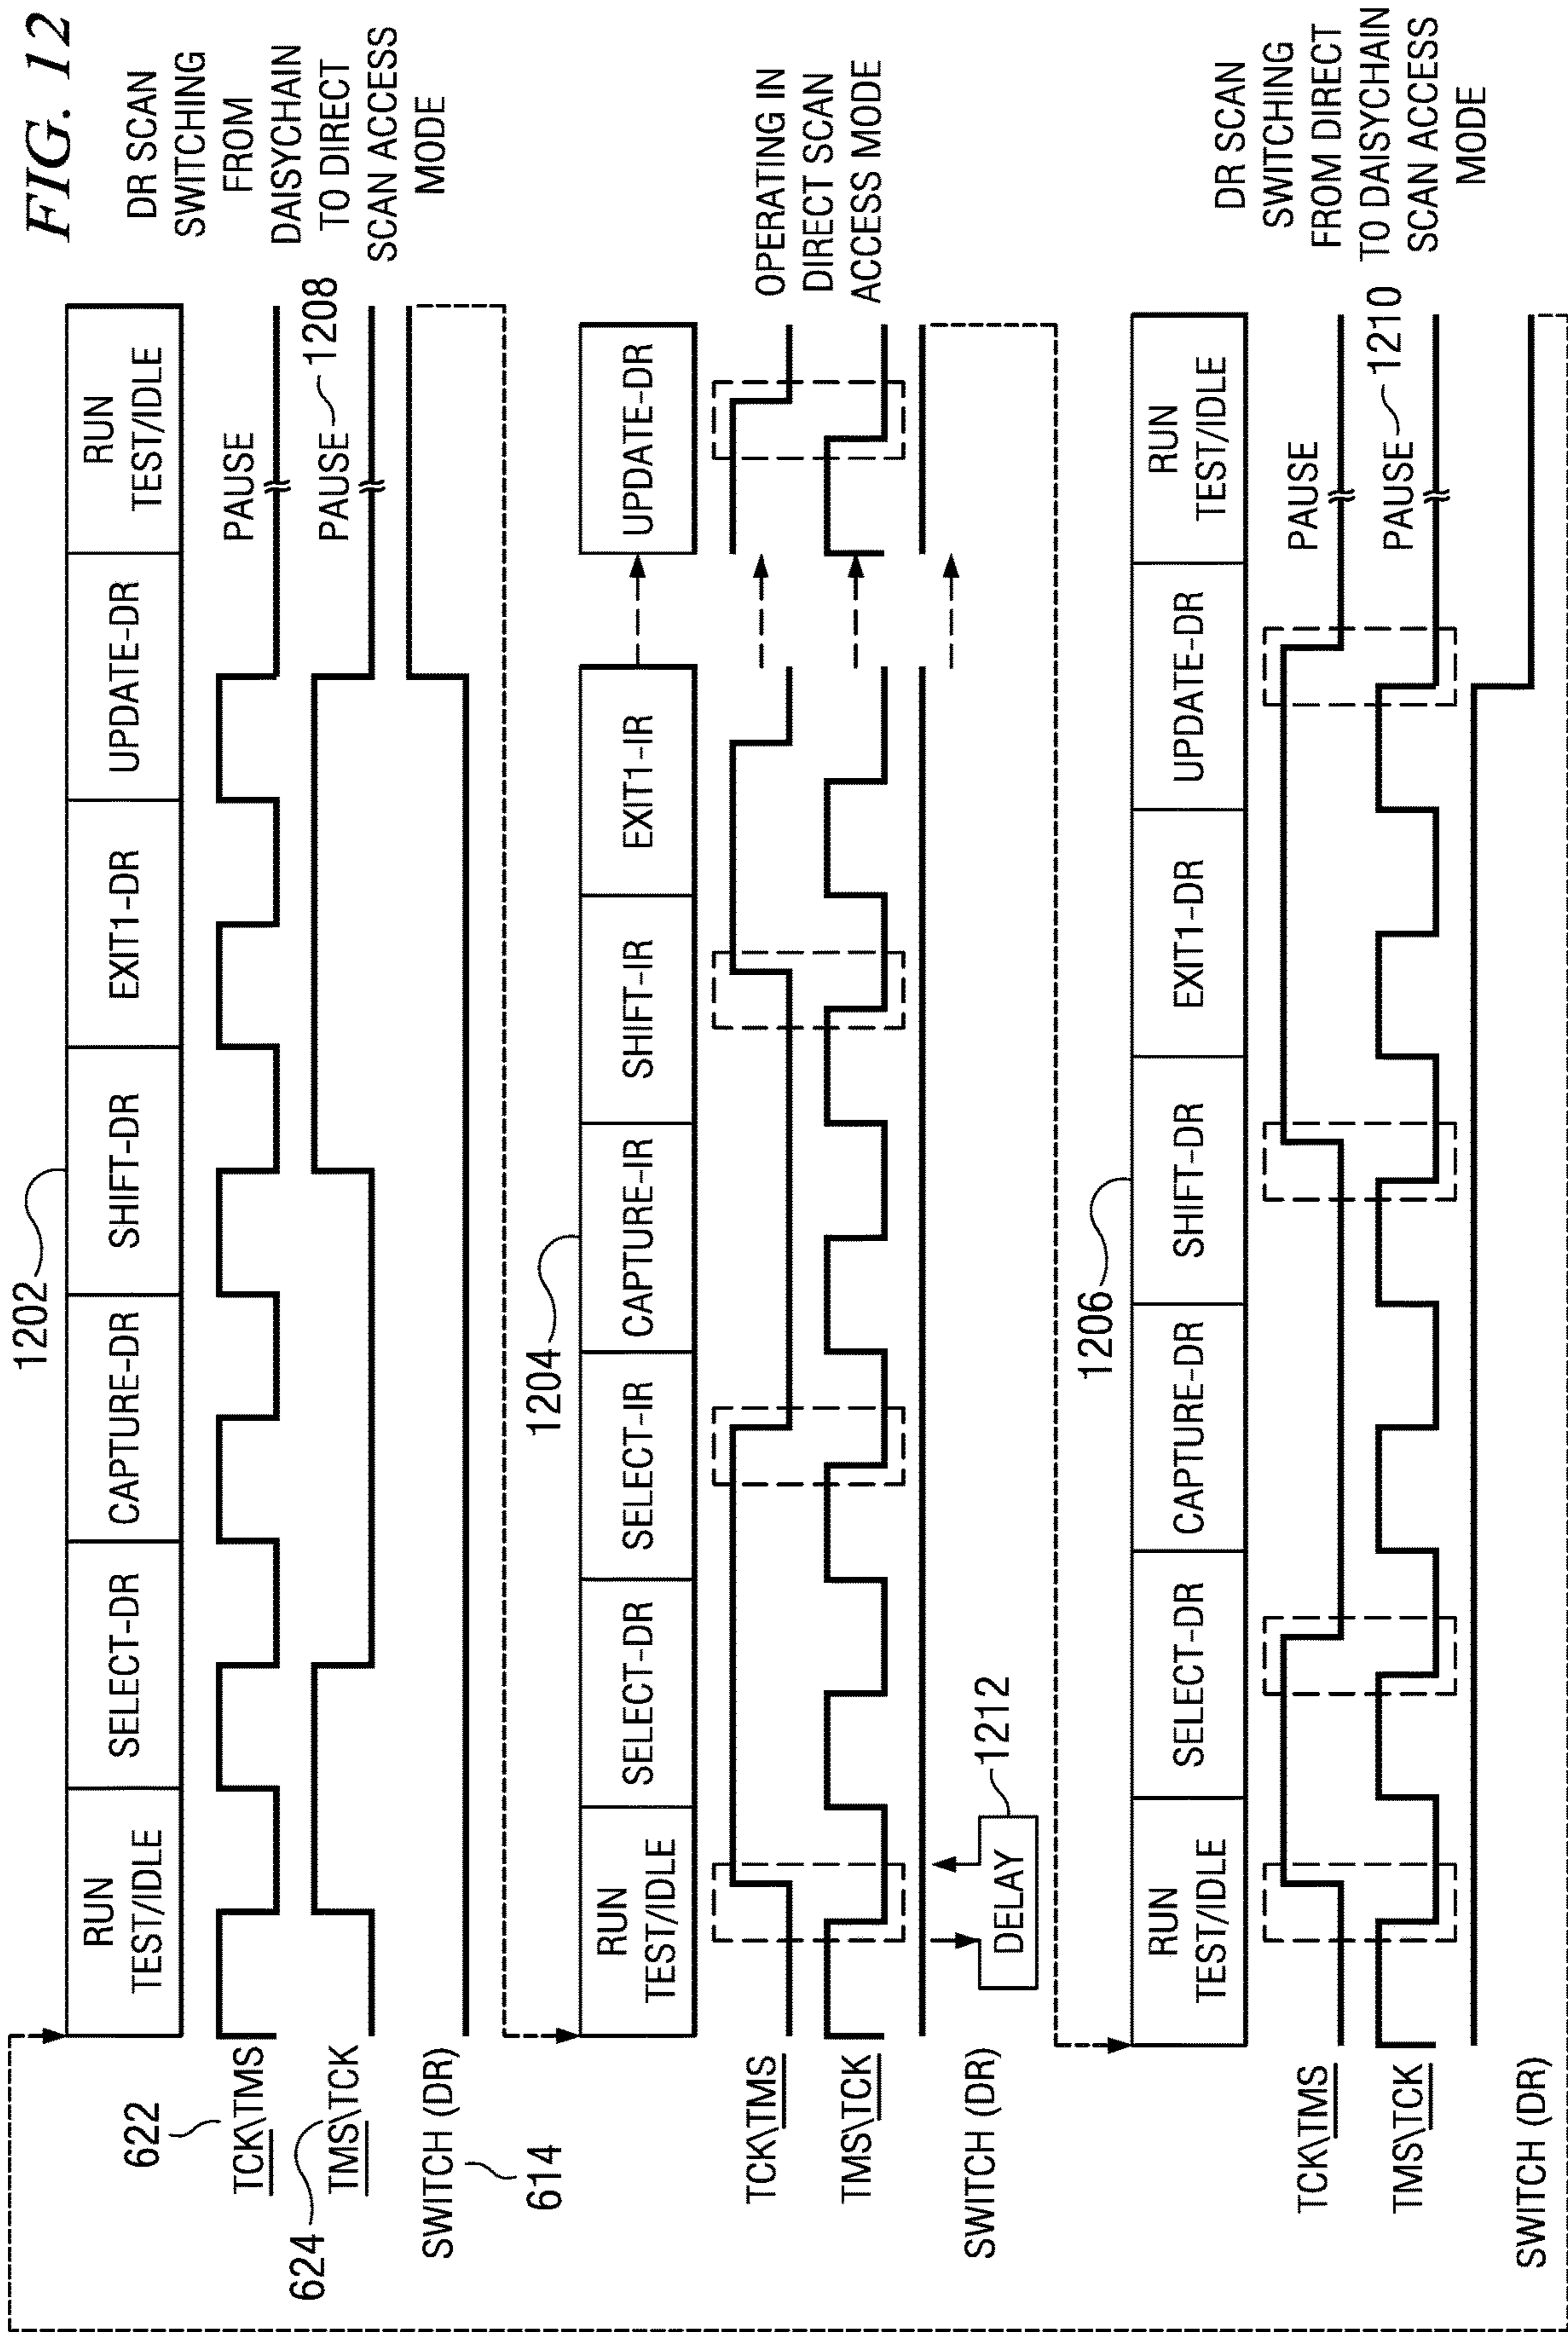 FIG. 12
1202
RUN
TEST/IDLE
SELECT-DR
CAPTURE-DR
SHIFT-DR
EXIT1-DR
UPDATE-DR
RUN
TEST/IDLE
DR SCAN
SWITCHING
FROM
DAISYCHAIN
TO DIRECT
SCAN ACCESS
MODE
622
TCK\TMS
PAUSE
624
TMS\TCK
PAUSE
1208
SWITCH (DR)
614
1204
RUN
TEST/IDLE
SELECT-DR
SELECT-IR
CAPTURE-IR
SHIFT-IR
EXIT1-IR
UPDATE-DR
OPERATING IN
DIRECT SCAN
ACCESS MODE
TCK\TMS
TMS\TCK
SWITCH (DR)
DELAY
1212
1206
RUN
TEST/IDLE
SELECT-DR
CAPTURE-DR
SHIFT-DR
EXIT1-DR
UPDATE-DR
RUN
TEST/IDLE
DR SCAN
SWITCHING
FROM DIRECT
TO DAISYCHAIN
SCAN ACCESS
MODE
TCK\TMS
PAUSE
TMS\TCK
PAUSE
1210
SWITCH (DR)